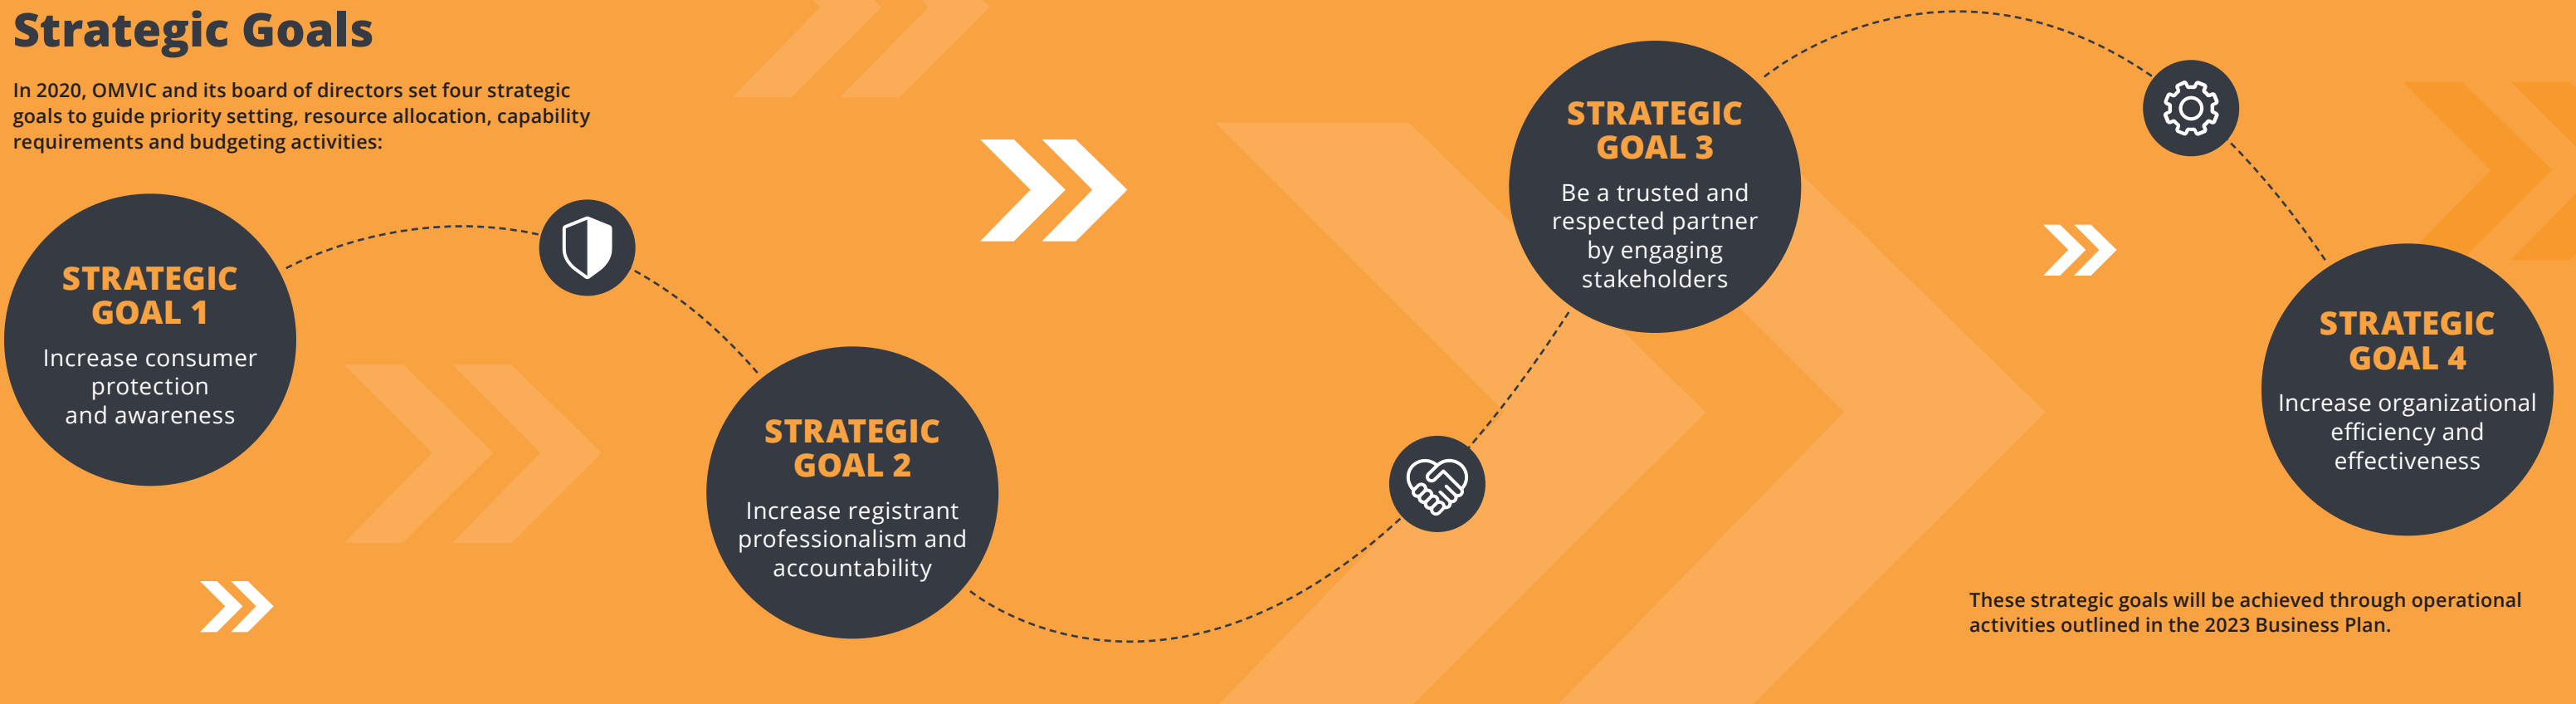 Strategic Goals
In 2020, OMVIC and its board of directors set four strategic
goals to guide priority setting, resource allocation, capability
requirements and budgeting activities:
STRATEGIC
GOAL 1
Increase consumer
protection
and awareness
STRATEGIC
GOAL 2
Increase registrant
professionalism and
accountability
STRATEGIC
GOAL 3
Be a trusted and
respected partner
by engaging
stakeholders
STRATEGIC
GOAL 4
Increase organizational
efficiency and
effectiveness
These strategic goals will be achieved through operational
activities outlined in the 2023 Business Plan.